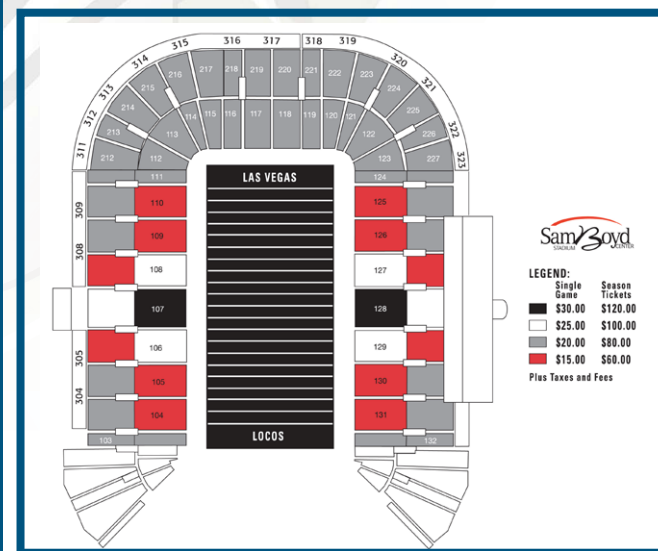 316 317 318 319
315 320
314 321
313 322
312 323
311
217 218 219 220 221 222
216 223
215 224
214 225
213 226
212 227
114 115 116 117 118 119 120 121
113 122
112 123
111 124
LAS VEGAS
309 110 125
109 126
308
108 127
107 128
106 129
305
105 130
304
104 131
103 132
LOCOS
Sam Boyd
STADIUM CENTER
LEGEND:
Single Season
Game Tickets
$30.00 $120.00
$25.00 $100.00
$20.00 $80.00
$15.00 $60.00
Plus Taxes and Fees